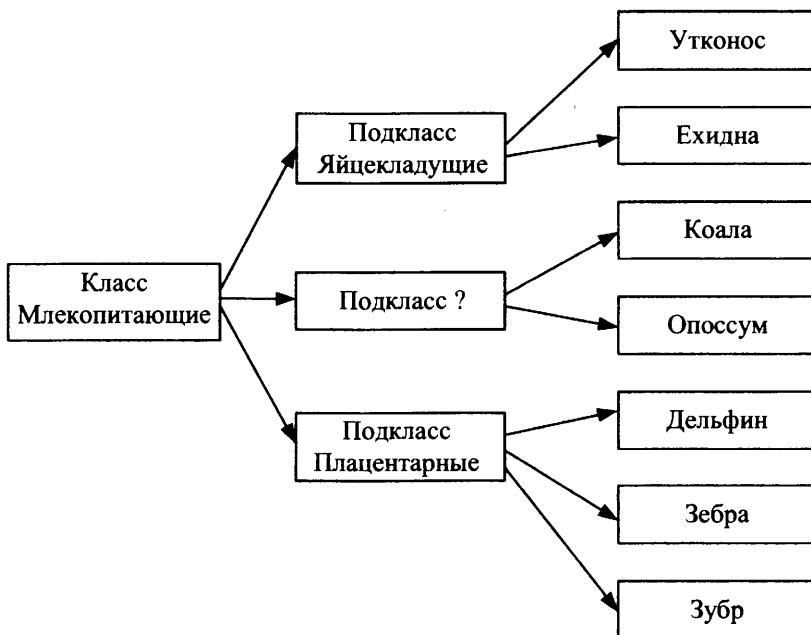 Утконос
Подкласс
Яйцекладущие
Ехидна
Коала
Класс
Млекопитающие
Подкласс ?
Опоссум
Подкласс
Плацентарные
Дельфин
Зебра
Зубр